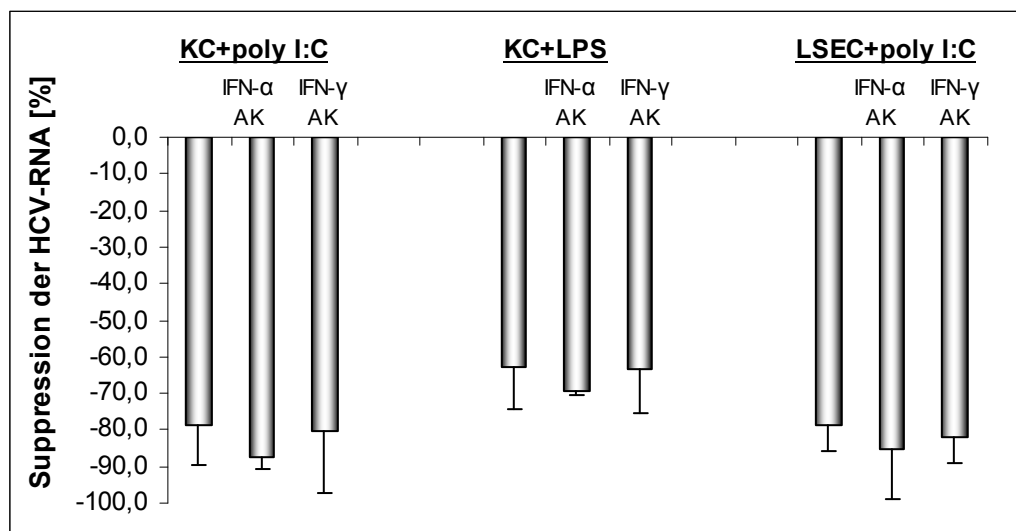 KC+poly I:C KC+LPS LSEC+poly I:C
IFN-α IFN-γ IFN-α IFN-γ IFN-α IFN-γ
AK AK AK AK AK AK
Suppression der HCV-RNA [%]
0,0
-10,0
-20,0
-30,0
-40,0
-50,0
-60,0
-70,0
-80,0
-90,0
-100,0